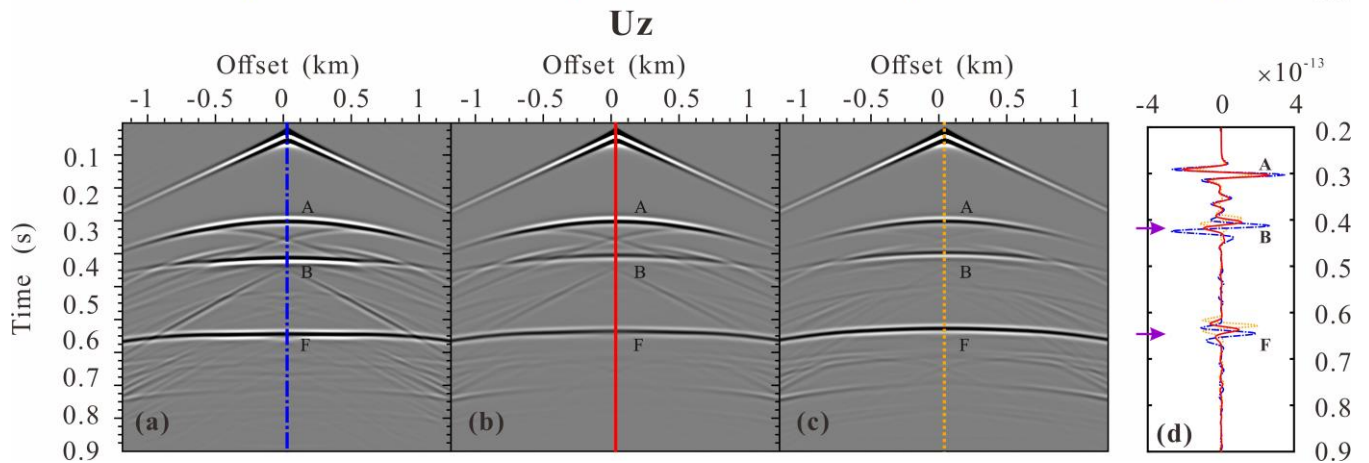 Uz
Offset (km) Offset (km) Offset (km)
×10⁻¹³
-1 -0.5 0 0.5 1 -1 -0.5 0 0.5 1 -1 -0.5 0 0.5 1 -4 0 4
Time (s)
0.1
0.2
0.3
0.4
0.5
0.6
0.7
0.8
0.9
A
B
F
(a)
A
B
F
(b)
A
B
F
(c)
A
B
F
(d)
0.2
0.3
0.4
0.5
0.6
0.7
0.8
0.9